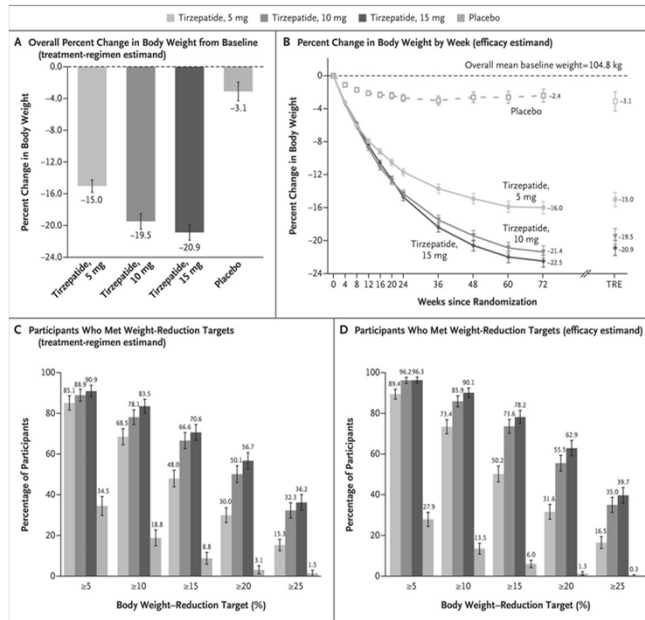 Tirzepatide, 5 mg Tirzepatide, 10 mg Tirzepatide, 15 mg Placebo
A Overall Percent Change in Body Weight from Baseline
(treatment-regimen estimand)
Percent Change in Body Weight
0.0
−4.0
−8.0
−12.0
−16.0
−20.0
−24.0
−15.0
−19.5
−20.9
−3.1
Tirzepatide, 5 mg
Tirzepatide, 10 mg
Tirzepatide, 15 mg
Placebo
B Percent Change in Body Weight by Week (efficacy estimand)
Overall mean baseline weight=104.8 kg
Percent Change in Body Weight
0
−4
−8
−12
−16
−20
−24
Placebo
−2.4
−3.1
Tirzepatide,
5 mg
−16.0
−15.0
Tirzepatide,
10 mg
−21.4
−19.5
Tirzepatide,
15 mg
−22.5
−20.9
0 4 8 12 16 20 24 36 48 60 72 TRE
Weeks since Randomization
C Participants Who Met Weight-Reduction Targets
(treatment-regimen estimand)
Percentage of Participants
100
80
60
40
20
0
85.1 88.9 90.9 34.5
68.5 78.1 83.5 18.8
48.0 66.6 70.6 8.8
30.0 50.1 56.7 3.1
15.3 32.3 36.2 1.5
≥5 ≥10 ≥15 ≥20 ≥25
Body Weight–Reduction Target (%)
D Participants Who Met Weight-Reduction Targets (efficacy estimand)
Percentage of Participants
100
80
60
40
20
0
89.4 96.2 96.3 27.9
73.4 85.9 90.1 13.5
50.2 73.6 78.2 6.0
31.6 55.5 62.9 1.3
16.5 35.0 39.7 0.3
≥5 ≥10 ≥15 ≥20 ≥25
Body Weight–Reduction Target (%)